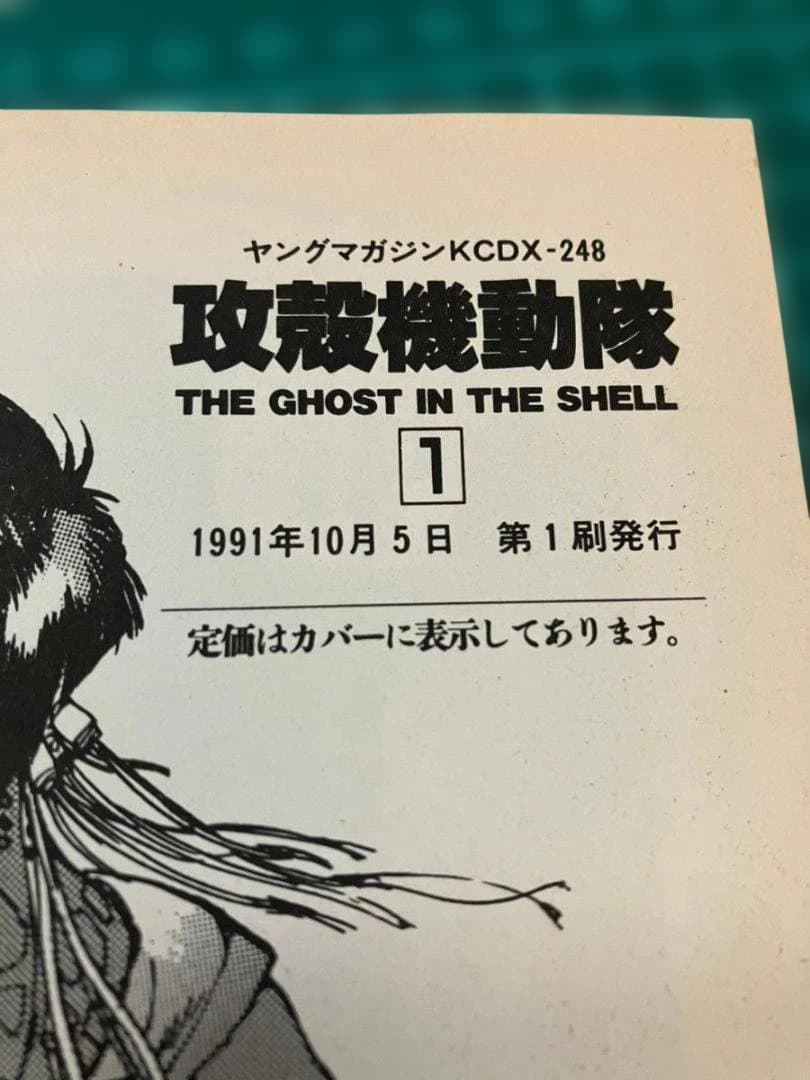 ヤングマガジンKCDX-248
攻殻機動隊
THE GHOST IN THE SHELL
1
1991年10月5日 第1刷発行
定価はカバーに表示してあります。